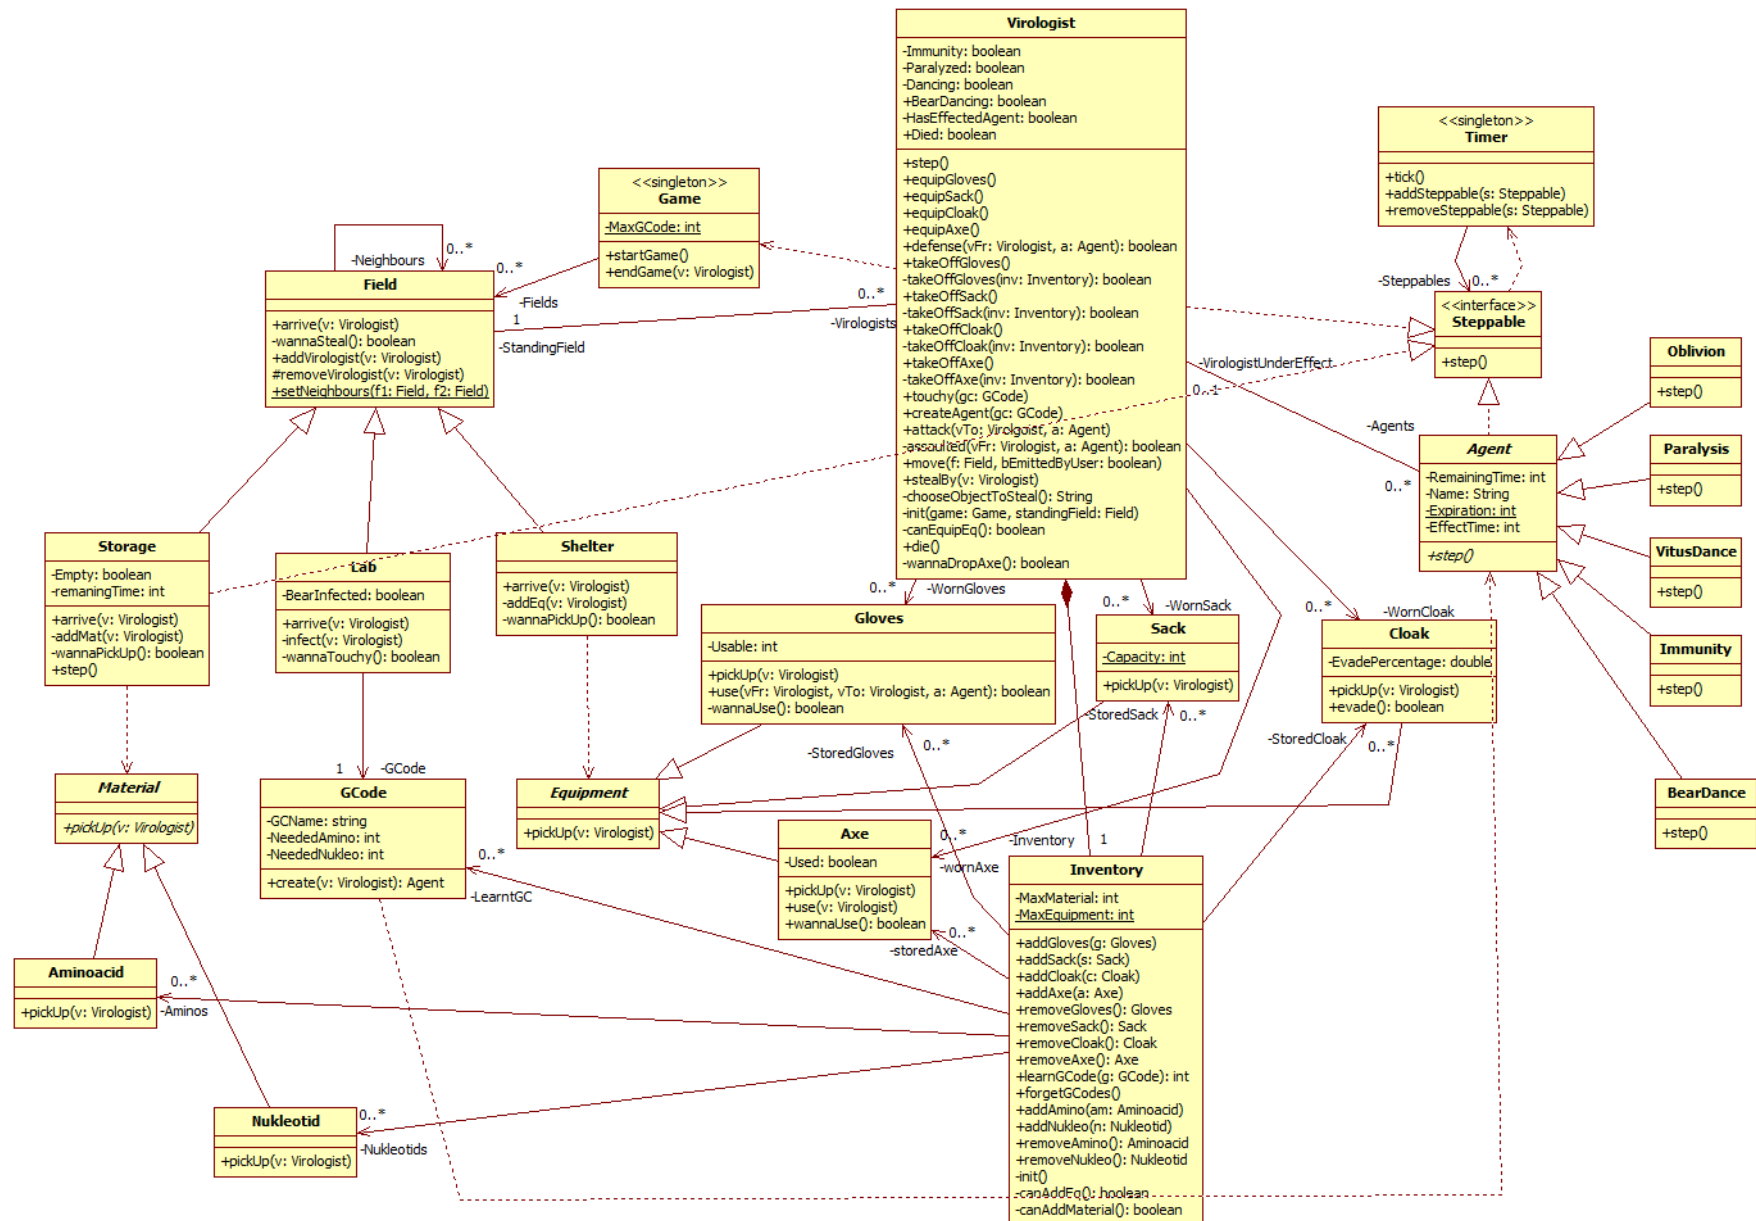 Virologist
-Immunity: boolean
-Paralyzed: boolean
-Dancing: boolean
+BearDancing: boolean
-HasEffectedAgent: boolean
+Died: boolean
+step()
+equipGloves()
+equipSack()
+equipCloak()
+equipAxe()
+defense(vFr: Virologist, a: Agent): boolean
+takeOffGloves()
-takeOffGloves(inv: Inventory): boolean
+takeOffSack()
-takeOffSack(inv: Inventory): boolean
+takeOffCloak()
-takeOffCloak(inv: Inventory): boolean
+takeOffAxe()
-takeOffAxe(inv: Inventory): boolean
+touchy(gc: GCode)
+createAgent(gc: GCode)
+attack(vTo: Virologist, a: Agent)
-assaulted(vFr: Virologist, a: Agent): boolean
+move(f: Field, bEmittedByUser: boolean)
+stealBy(v: Virologist)
-chooseObjectToSteal(): String
-init(game: Game, standingField: Field)
-canEquipEq(): boolean
+die()
-wannaDropAxe(): boolean
<<singleton>>
Timer
+tick()
+addSteppable(s: Steppable)
+removeSteppable(s: Steppable)
-Steppables
0..*
<<interface>>
Steppable
+step()
<<singleton>>
Game
-MaxGCode: int
+startGame()
+endGame(v: Virologist)
0..*
-Fields
-Neighbours
0..*
Field
+arrive(v: Virologist)
-wannaSteal(): boolean
+addVirologist(v: Virologist)
#removeVirologist(v: Virologist)
+setNeighbours(f1: Field, f2: Field)
1
-StandingField
0..*
-Virologists
-VirologistUnderEffect
0..1
-Agents
0..*
Agent
-RemainingTime: int
-Name: String
-Expiration: int
-EffectTime: int
+step()
Oblivion
+step()
Paralysis
+step()
VitusDance
+step()
Immunity
+step()
BearDance
+step()
Storage
-Empty: boolean
-remaningTime: int
+arrive(v: Virologist)
-addMat(v: Virologist)
-wannaPickUp(): boolean
+step()
Lab
-BearInfected: boolean
+arrive(v: Virologist)
-infect(v: Virologist)
-wannaTouchy(): boolean
Shelter
+arrive(v: Virologist)
-addEq(v: Virologist)
-wannaPickUp(): boolean
0..*
-WornGloves
Gloves
-Usable: int
+pickUp(v: Virologist)
+use(vFr: Virologist, vTo: Virologist, a: Agent): boolean
-wannaUse(): boolean
0..*
-WornSack
Sack
-Capacity: int
+pickUp(v: Virologist)
-StoredSack
0..*
0..*
-WornCloak
Cloak
-EvadePercentage: double
+pickUp(v: Virologist)
+evade(): boolean
-StoredCloak
0..*
-StoredGloves
0..*
Material
+pickUp(v: Virologist)
1
-GCode
GCode
-GCName: string
-NeededAmino: int
-NeededNukleo: int
+create(v: Virologist): Agent
0..*
-LearntGC
Equipment
+pickUp(v: Virologist)
Axe
-Used: boolean
+pickUp(v: Virologist)
+use(v: Virologist)
+wannaUse(): boolean
0..*
-wornAxe
0..*
-storedAxe
-Inventory
1
Inventory
-MaxMaterial: int
-MaxEquipment: int
+addGloves(g: Gloves)
+addSack(s: Sack)
+addCloak(c: Cloak)
+addAxe(a: Axe)
+removeGloves(): Gloves
+removeSack(): Sack
+removeCloak(): Cloak
+removeAxe(): Axe
+learnGCode(g: GCode): int
+forgetGCodes()
+addAmino(am: Aminoacid)
+addNukleo(n: Nukleotid)
+removeAmino(): Aminoacid
+removeNukleo(): Nukleotid
-init()
-canAddEq(): boolean
-canAddMaterial(): boolean
Aminoacid
+pickUp(v: Virologist)
0..*
-Aminos
Nukleotid
+pickUp(v: Virologist)
0..*
-Nukleotids